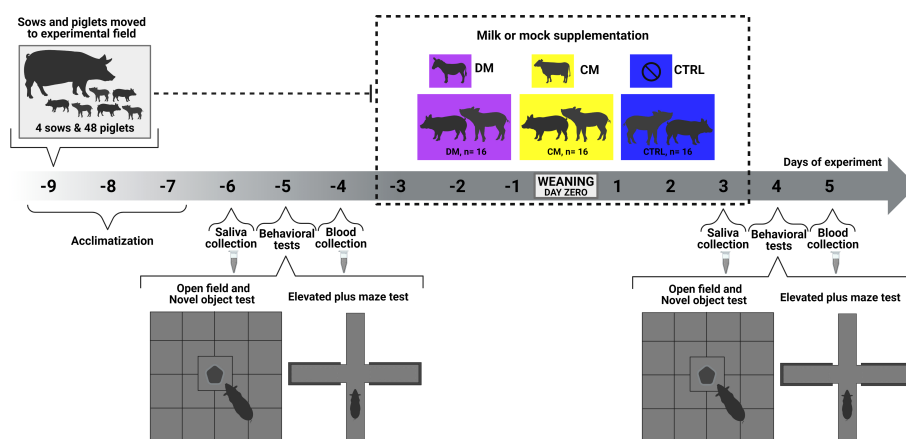 Sows and piglets moved
to experimental field
4 sows & 48 piglets
Milk or mock supplementation
DM
CM
CTRL
DM, n= 16
CM, n= 16
CTRL, n= 16
Days of experiment
-9 -8 -7 -6 -5 -4 -3 -2 -1 WEANING 1 2 3 4 5
DAY ZERO
Acclimatization
Saliva
collection
Behavioral
tests
Blood
collection
Saliva
collection
Behavioral
tests
Blood
collection
Open field and
Novel object test
Elevated plus maze test
Open field and
Novel object test
Elevated plus maze test